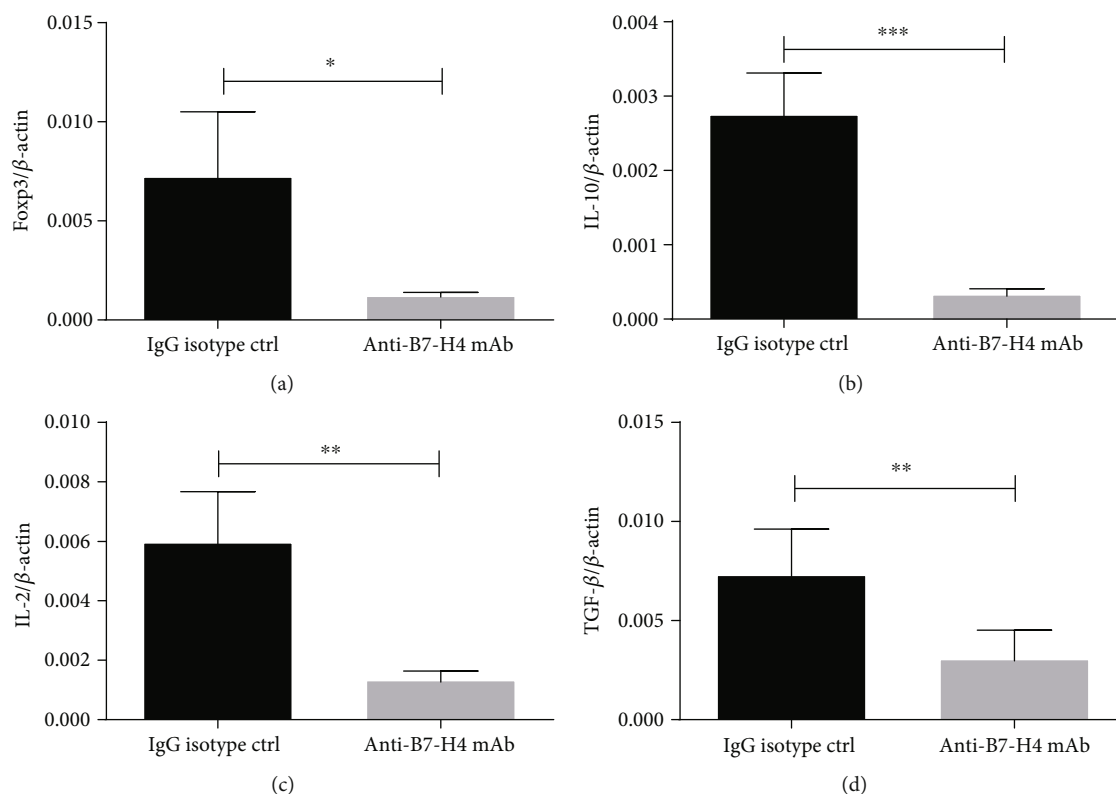 0.015
*
0.010
Foxp3/β-actin
0.005
0.000
IgG isotype ctrl
Anti-B7-H4 mAb
(a)
0.004
***
0.003
IL-10/β-actin
0.002
0.001
0.000
IgG isotype ctrl
Anti-B7-H4 mAb
(b)
0.010
**
0.008
0.006
IL-2/β-actin
0.004
0.002
0.000
IgG isotype ctrl
Anti-B7-H4 mAb
(c)
0.015
**
0.010
TGF-β/β-actin
0.005
0.000
IgG isotype ctrl
Anti-B7-H4 mAb
(d)